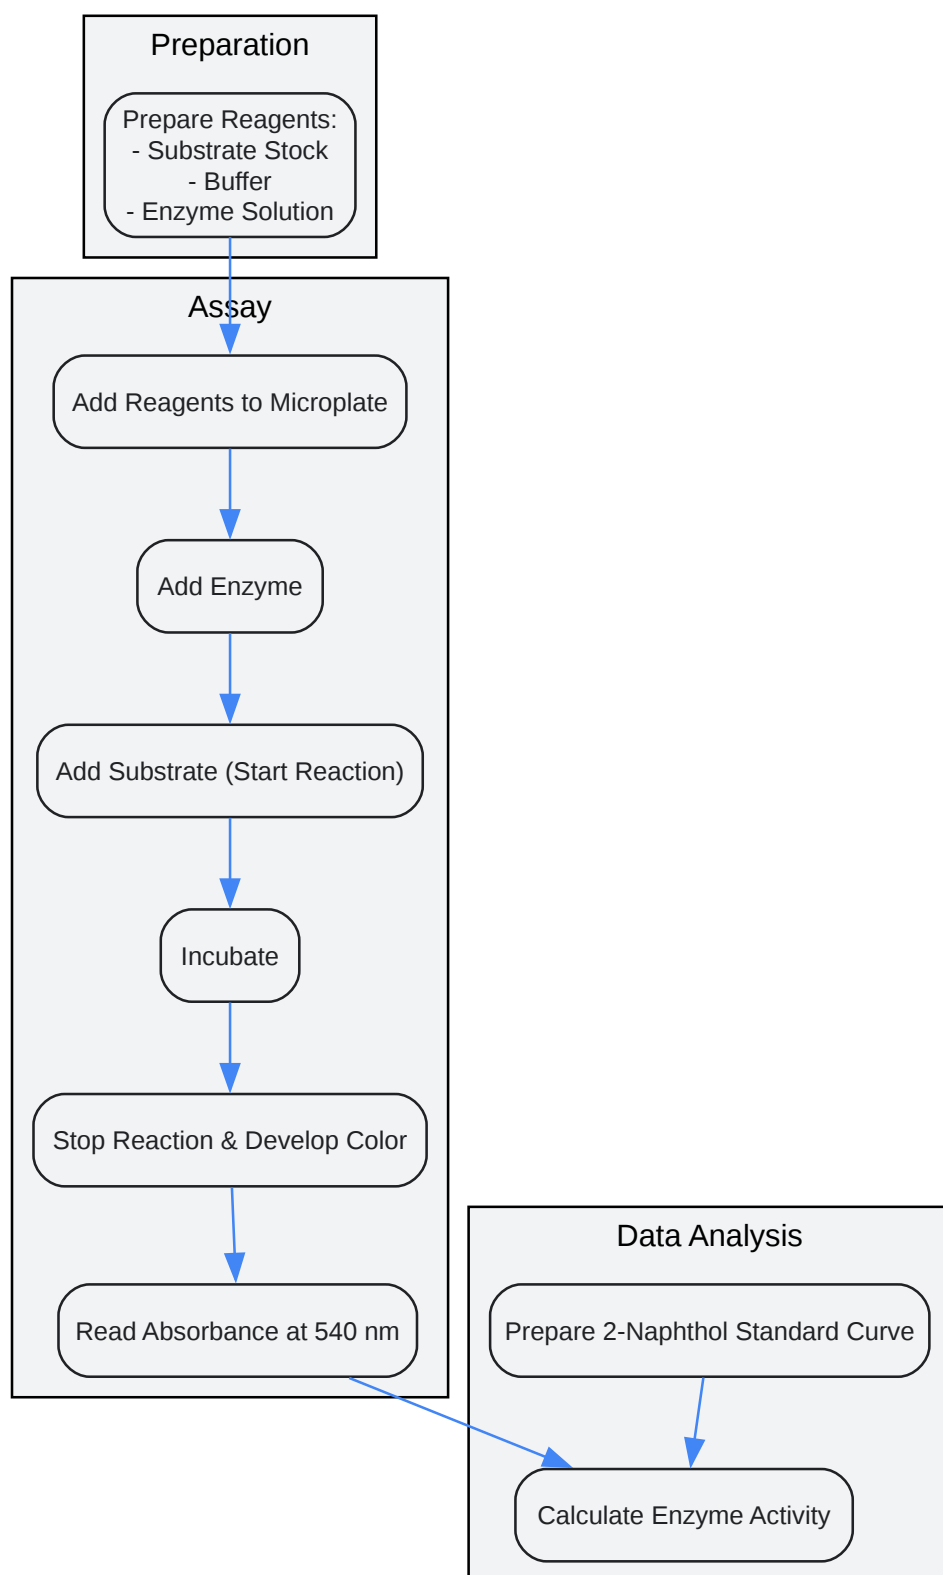 Preparation
Prepare Reagents:
- Substrate Stock
- Buffer
- Enzyme Solution
Assay
Add Reagents to Microplate
Add Enzyme
Add Substrate (Start Reaction)
Incubate
Stop Reaction & Develop Color
Read Absorbance at 540 nm
Data Analysis
Prepare 2-Naphthol Standard Curve
Calculate Enzyme Activity